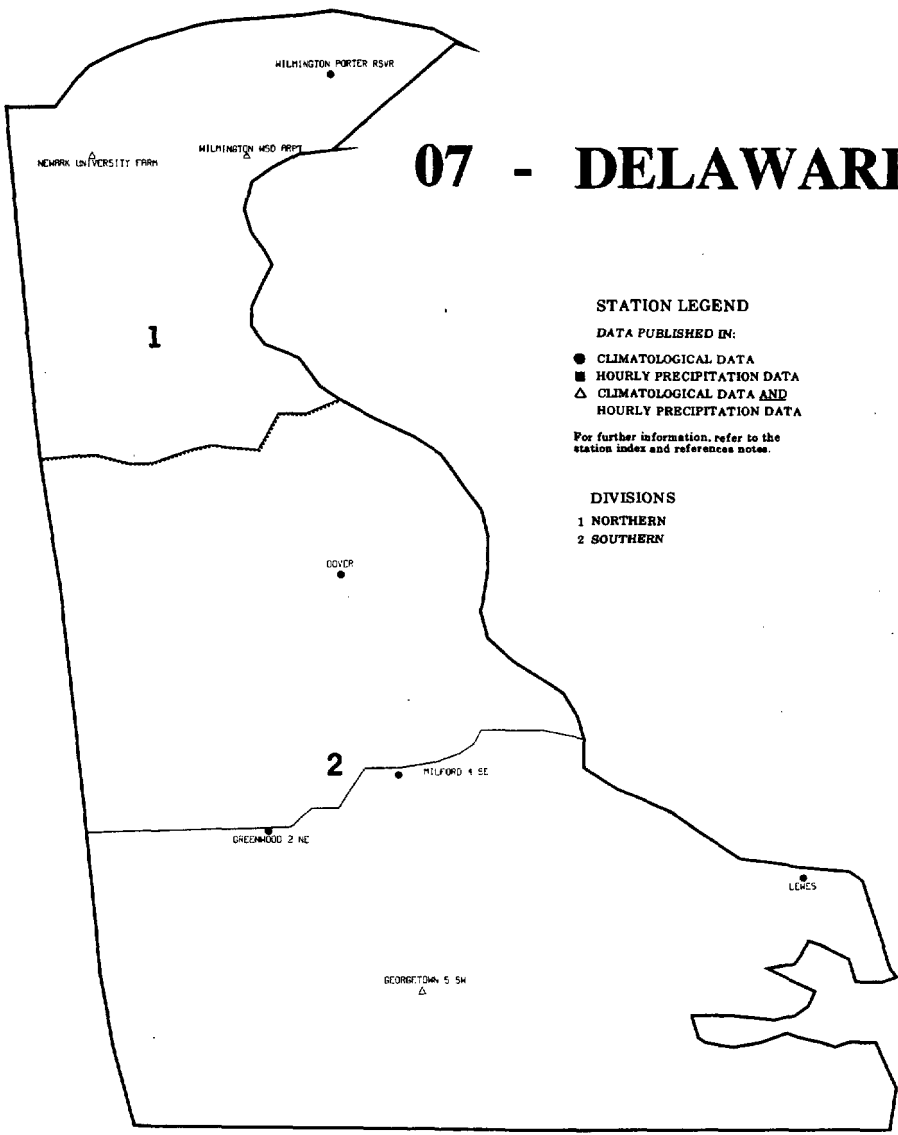 WILMINGTON PORTER RSVR
NEWARK UNIVERSITY FARM
WILMINGTON WSO ARPT
07 - DELAWARE
STATION LEGEND
DATA PUBLISHED IN:
● CLIMATOLOGICAL DATA
■ HOURLY PRECIPITATION DATA
△ CLIMATOLOGICAL DATA AND
HOURLY PRECIPITATION DATA
For further information, refer to the
station index and references notes.
DIVISIONS
1 NORTHERN
2 SOUTHERN
1
DOVER
2
MILFORD 4 SE
GREENWOOD 2 NE
LEWES
GEORGETOWN 5 SW